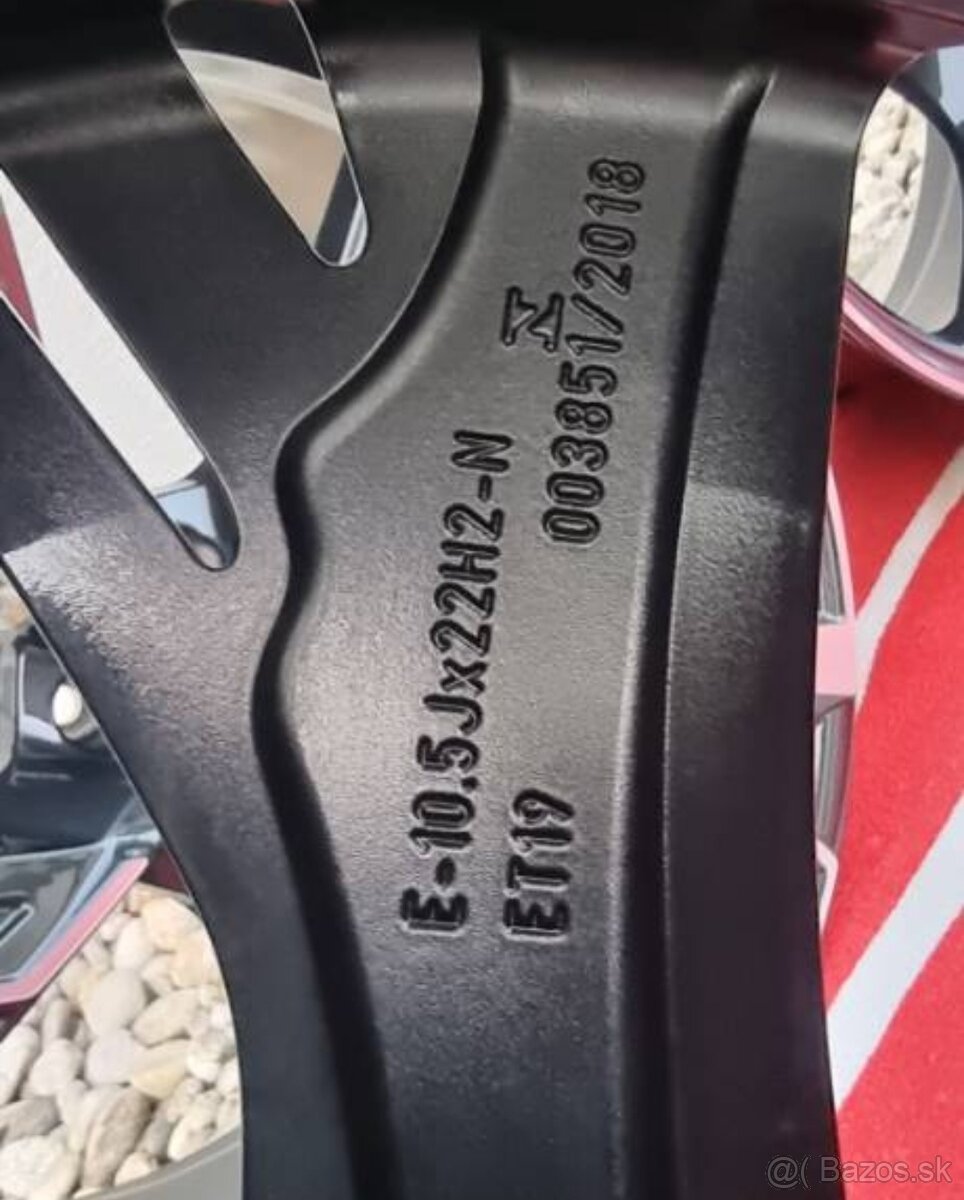 E-10.5Jx22H2-N
ET19
003851/2018
@( Bazos.sk